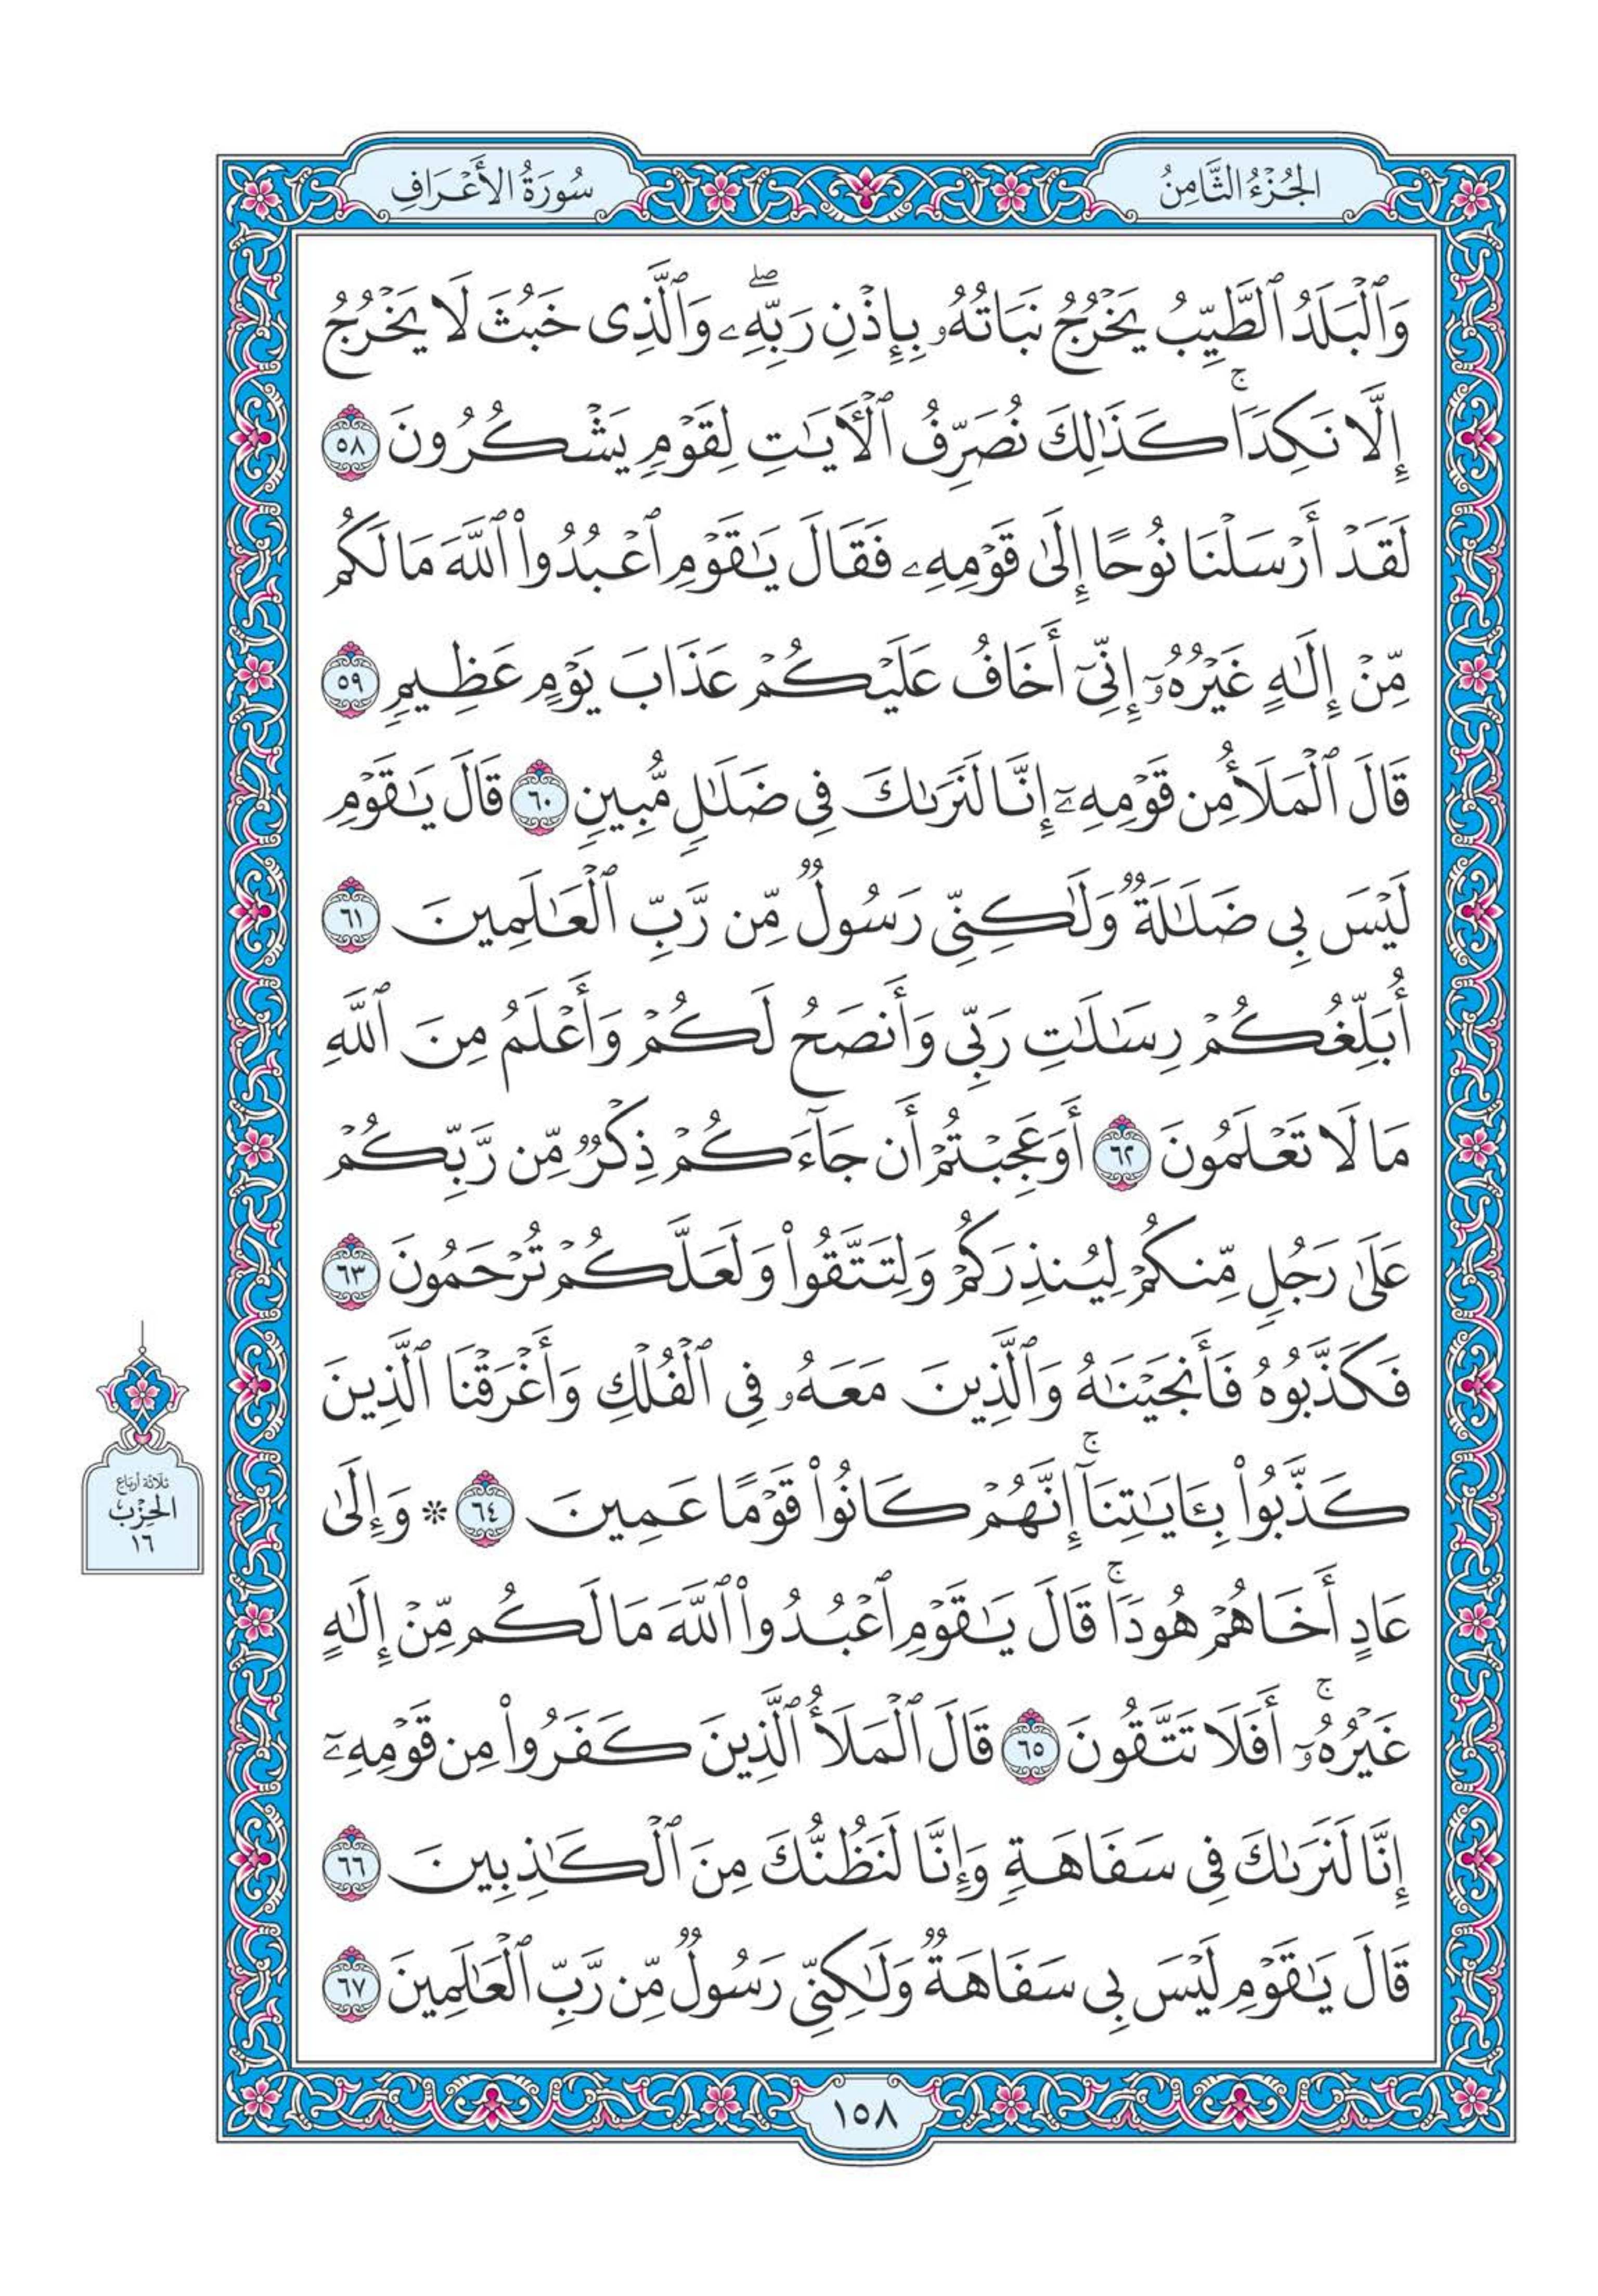 الجُزْءُ الثَّامِنُ
سُورَةُ الأَعْرَافِ
وَٱلْبَلَدُ ٱلطَّيِّبُ يَخْرُجُ نَبَاتُهُۥ بِإِذْنِ رَبِّهِۦۖ وَٱلَّذِى خَبُثَ لَا يَخْرُجُ
إِلَّا نَكِدًاۚ كَذَٰلِكَ نُصَرِّفُ ٱلْأَيَٰتِ لِقَوْمٍ يَشْكُرُونَ ٥٨
لَقَدْ أَرْسَلْنَا نُوحًا إِلَىٰ قَوْمِهِۦ فَقَالَ يَٰقَوْمِ ٱعْبُدُوا۟ ٱللَّهَ مَا لَكُم
مِّنْ إِلَٰهٍ غَيْرُهُۥٓ إِنِّىٓ أَخَافُ عَلَيْكُمْ عَذَابَ يَوْمٍ عَظِيمٍ ٥٩
قَالَ ٱلْمَلَأُ مِن قَوْمِهِۦٓ إِنَّا لَنَرَىٰكَ فِى ضَلَٰلٍ مُّبِينٍ ٦٠ قَالَ يَٰقَوْمِ
لَيْسَ بِى ضَلَٰلَةٌ وَلَٰكِنِّى رَسُولٌ مِّن رَّبِّ ٱلْعَٰلَمِينَ ٦١
أُبَلِّغُكُمْ رِسَٰلَٰتِ رَبِّى وَأَنصَحُ لَكُمْ وَأَعْلَمُ مِنَ ٱللَّهِ
مَا لَا تَعْلَمُونَ ٦٢ أَوَعَجِبْتُمْ أَن جَآءَكُمْ ذِكْرٌ مِّن رَّبِّكُمْ
عَلَىٰ رَجُلٍ مِّنكُمْ لِيُنذِرَكُمْ وَلِتَتَّقُوا۟ وَلَعَلَّكُمْ تُرْحَمُونَ ٦٣
فَكَذَّبُوهُ فَأَنجَيْنَٰهُ وَٱلَّذِينَ مَعَهُۥ فِى ٱلْفُلْكِ وَأَغْرَقْنَا ٱلَّذِينَ
كَذَّبُوا۟ بِـَٔايَٰتِنَآۚ إِنَّهُمْ كَانُوا۟ قَوْمًا عَمِينَ ٦٤ * وَإِلَىٰ
عَادٍ أَخَاهُمْ هُودًاۚ قَالَ يَٰقَوْمِ ٱعْبُدُوا۟ ٱللَّهَ مَا لَكُم مِّنْ إِلَٰهٍ
غَيْرُهُۥٓۚ أَفَلَا تَتَّقُونَ ٦٥ قَالَ ٱلْمَلَأُ ٱلَّذِينَ كَفَرُوا۟ مِن قَوْمِهِۦٓ
إِنَّا لَنَرَىٰكَ فِى سَفَاهَةٍ وَإِنَّا لَنَظُنُّكَ مِنَ ٱلْكَٰذِبِينَ ٦٦
قَالَ يَٰقَوْمِ لَيْسَ بِى سَفَاهَةٌ وَلَٰكِنِّى رَسُولٌ مِّن رَّبِّ ٱلْعَٰلَمِينَ ٦٧
ثلاثة أرباع
الحِزْب
١٦
١٥٨